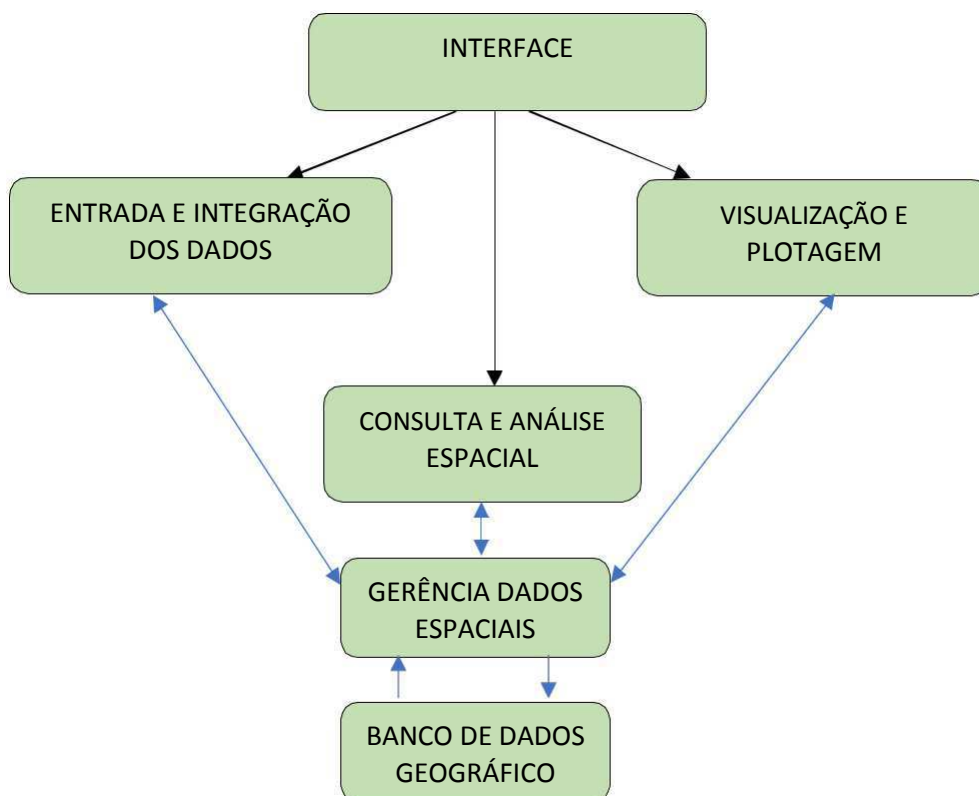 INTERFACE
ENTRADA E INTEGRAÇÃO
DOS DADOS
VISUALIZAÇÃO E
PLOTAGEM
CONSULTA E ANÁLISE
ESPACIAL
GERÊNCIA DADOS
ESPACIAIS
BANCO DE DADOS
GEOGRÁFICO